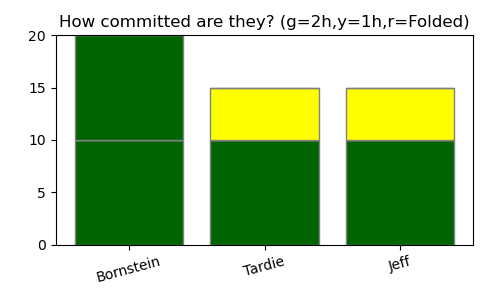 How committed are they? (g=2h,y=1h,r=Folded)
20
15
10
5
0
Bornstein Tardie Jeff